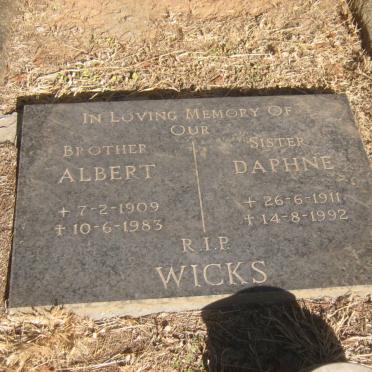 In Loving Memory Of
Our
Brother
ALBERT
+ 7-2-1909
+ 10-6-1983
Sister
DAPHNE
+ 26-6-1911
+ 14-8-1992
R.I.P.
WICKS